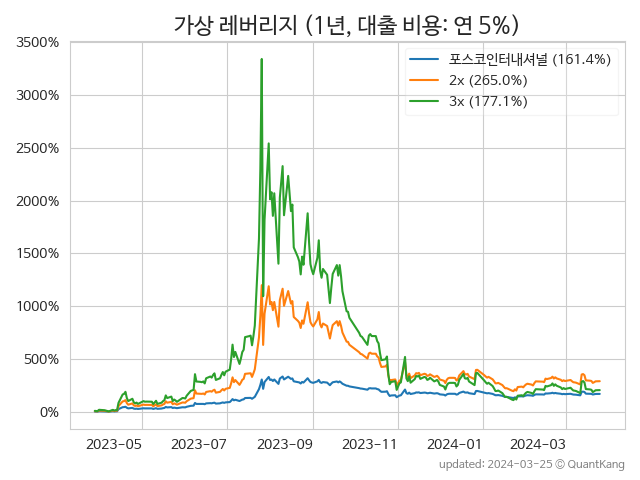 가상 레버리지 (1년, 대출 비용: 연 5%)
포스코인터내셔널 (161.4%)
2x (265.0%)
3x (177.1%)
3500%
3000%
2500%
2000%
1500%
1000%
500%
0%
2023-05 2023-07 2023-09 2023-11 2024-01 2024-03
updated: 2024-03-25 © QuantKang